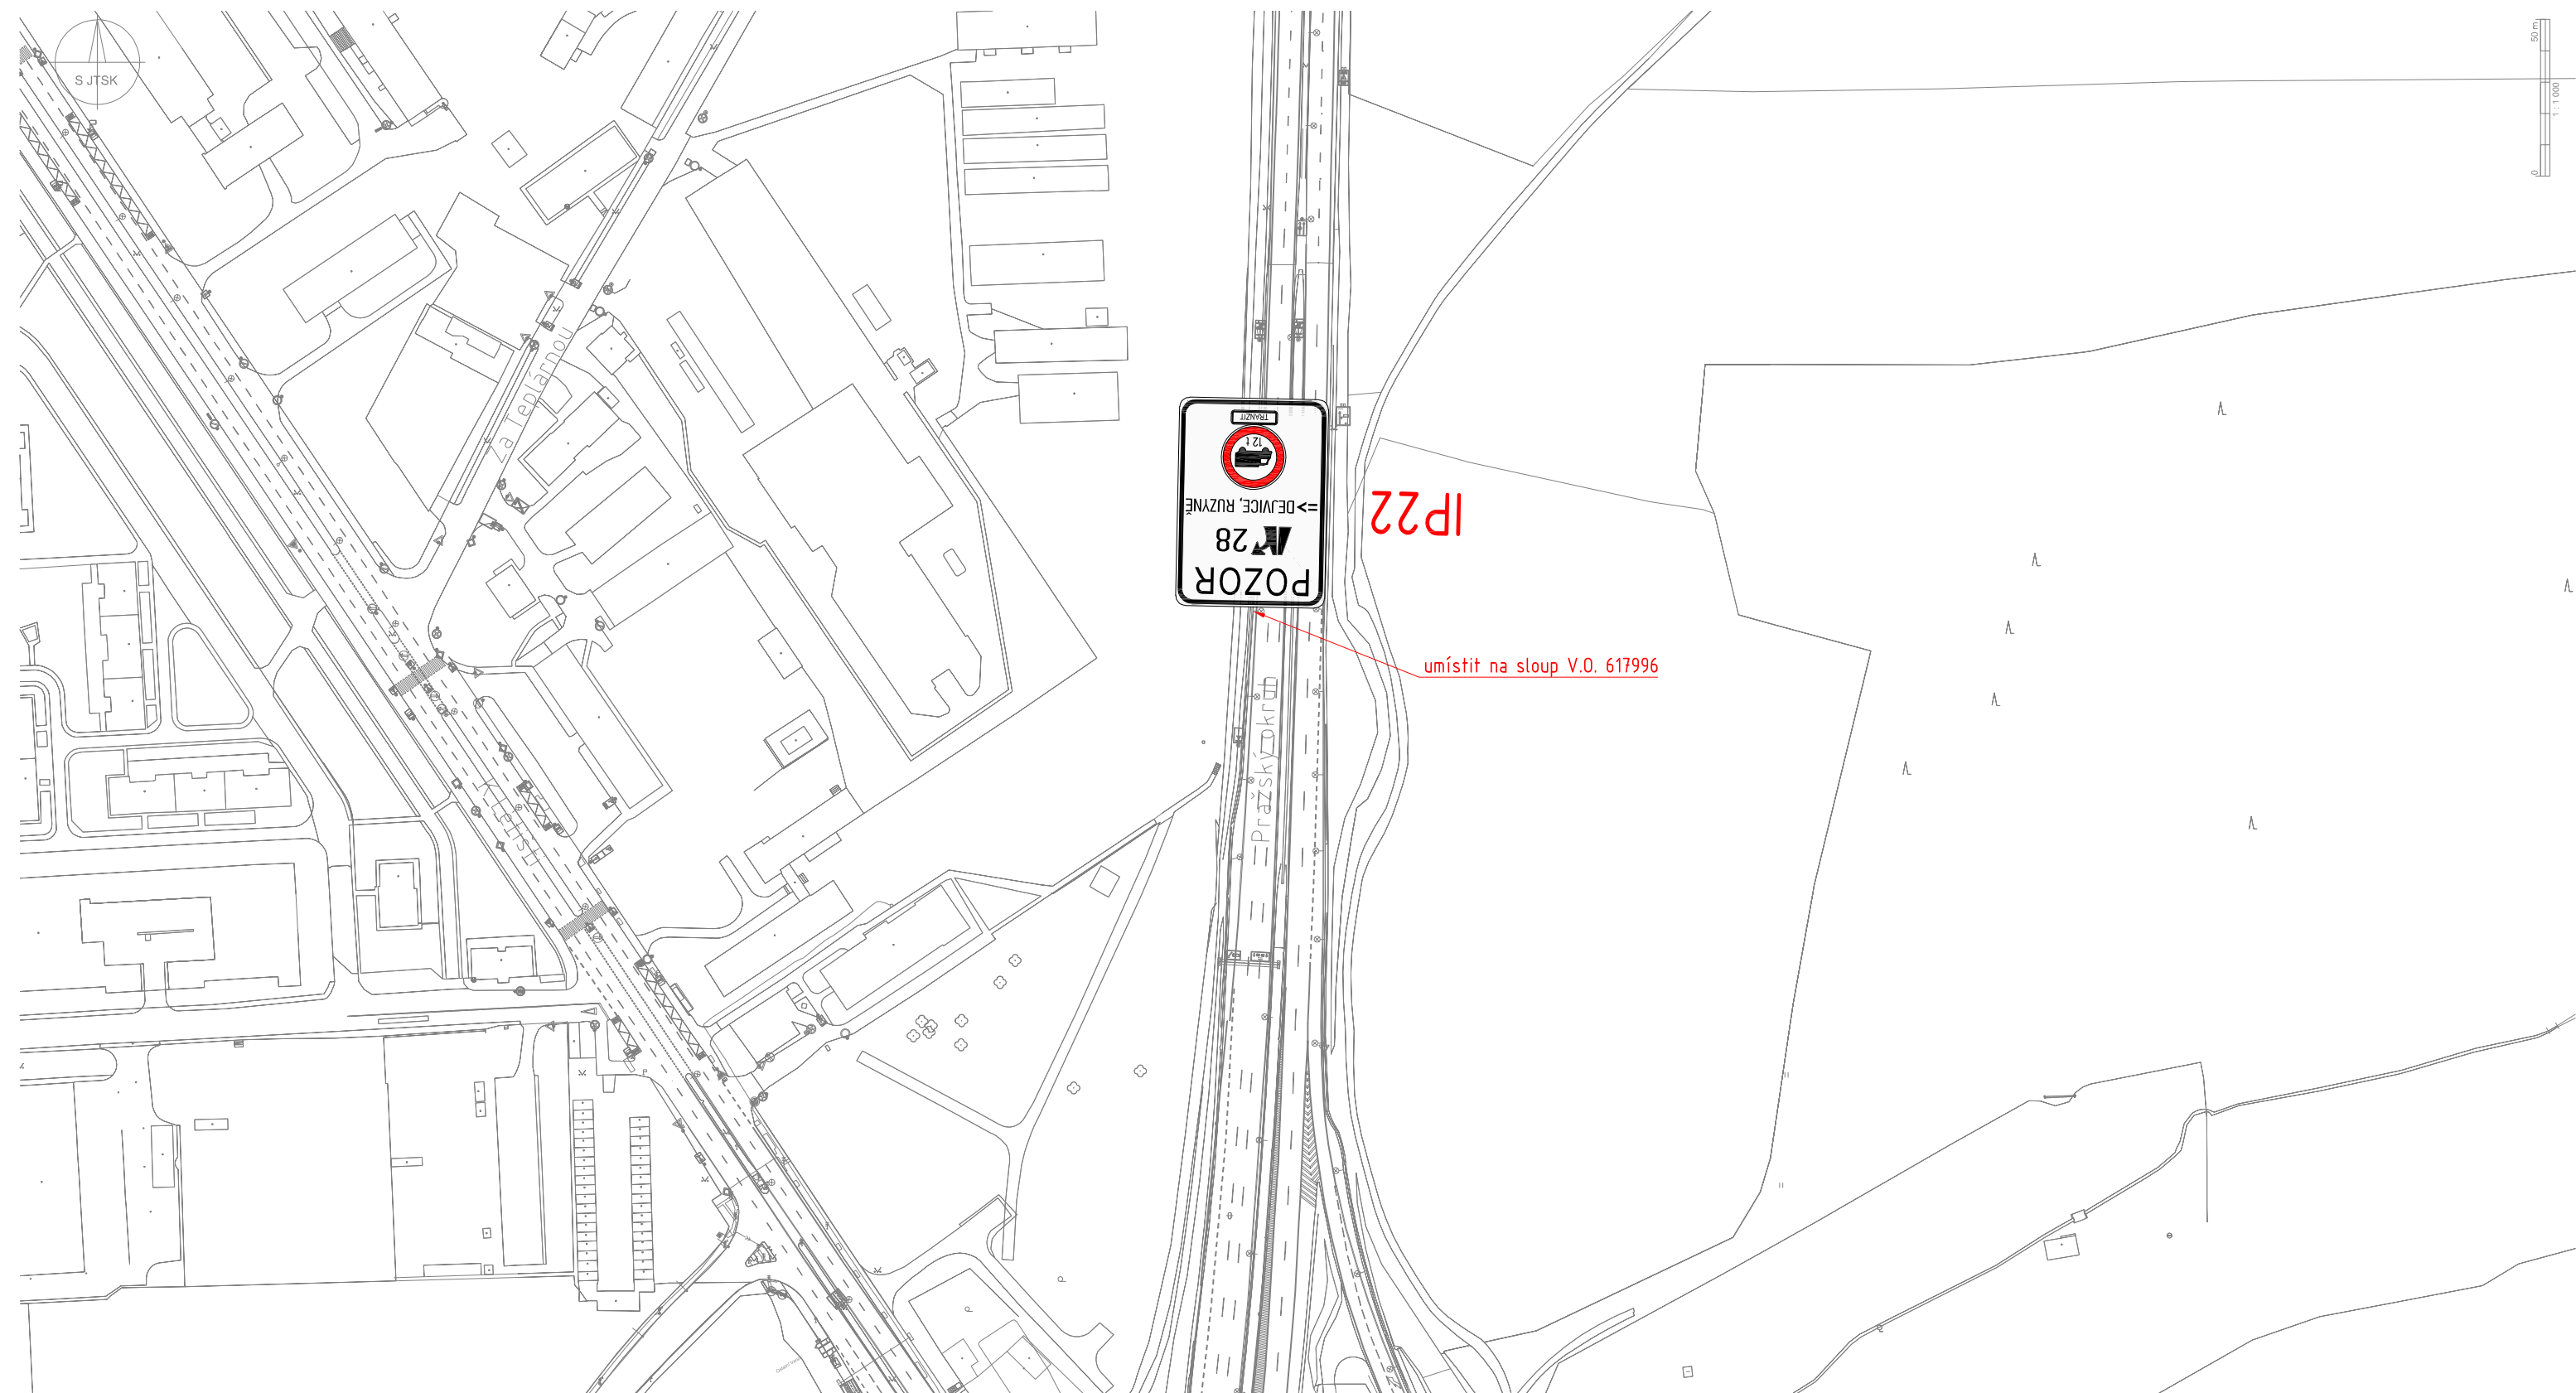 S JTSK
50 m
0
1 : 1 000
Za Teplárnou
POZOR
28
=> DEJVICE, RUZYNĚ
12 t
TRANZIT
IP22
umístit na sloup V.O. 617996
Pražský okruh